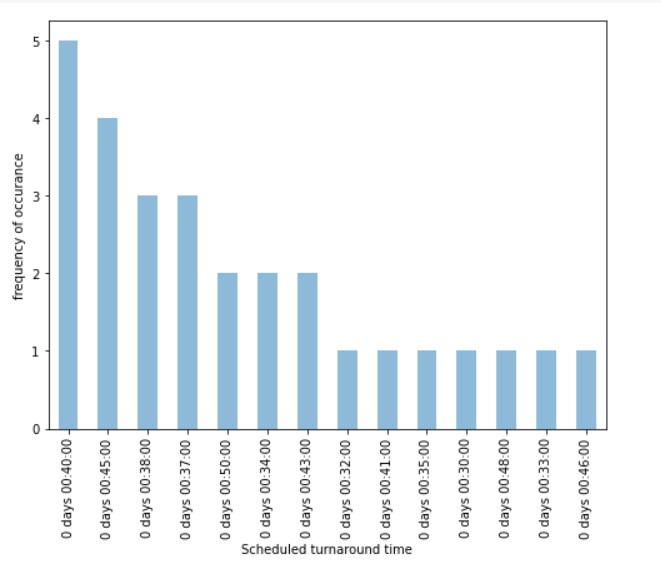 5
4
3
2
1
0
frequency of occurance
0 days 00:40:00
0 days 00:45:00
0 days 00:38:00
0 days 00:37:00
0 days 00:50:00
0 days 00:34:00
0 days 00:43:00
0 days 00:32:00
0 days 00:41:00
0 days 00:35:00
0 days 00:30:00
0 days 00:48:00
0 days 00:33:00
0 days 00:46:00
Scheduled turnaround time